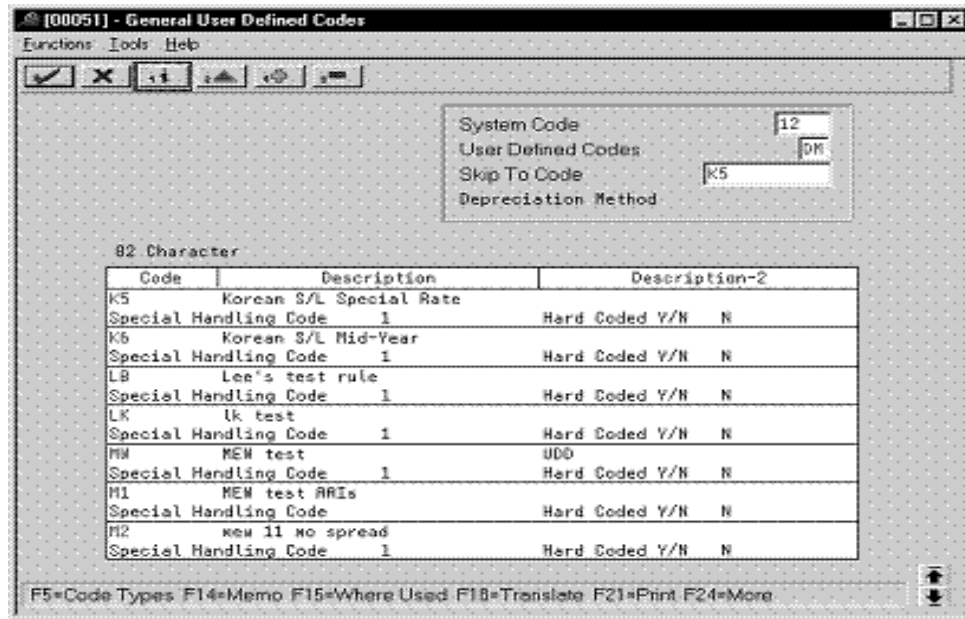 [00051] - General User Defined Codes
Functions Tools Help
System Code 12
User Defined Codes DM
Skip To Code K5
Depreciation Method
02 Character
Code Description Description-2
K5 Korean S/L Special Rate
Special Handling Code 1 Hard Coded Y/N N
K6 Korean S/L Mid-Year
Special Handling Code 1 Hard Coded Y/N N
LB Lee's test rule
Special Handling Code 1 Hard Coded Y/N N
LK lk test
Special Handling Code 1 Hard Coded Y/N N
MW MEW test UDD
Special Handling Code 1 Hard Coded Y/N N
M1 MEW test AAIs
Special Handling Code Hard Coded Y/N N
M2 mew 11 mo spread
Special Handling Code 1 Hard Coded Y/N N
F5=Code Types F14=Memo F15=Where Used F18=Translate F21=Print F24=More